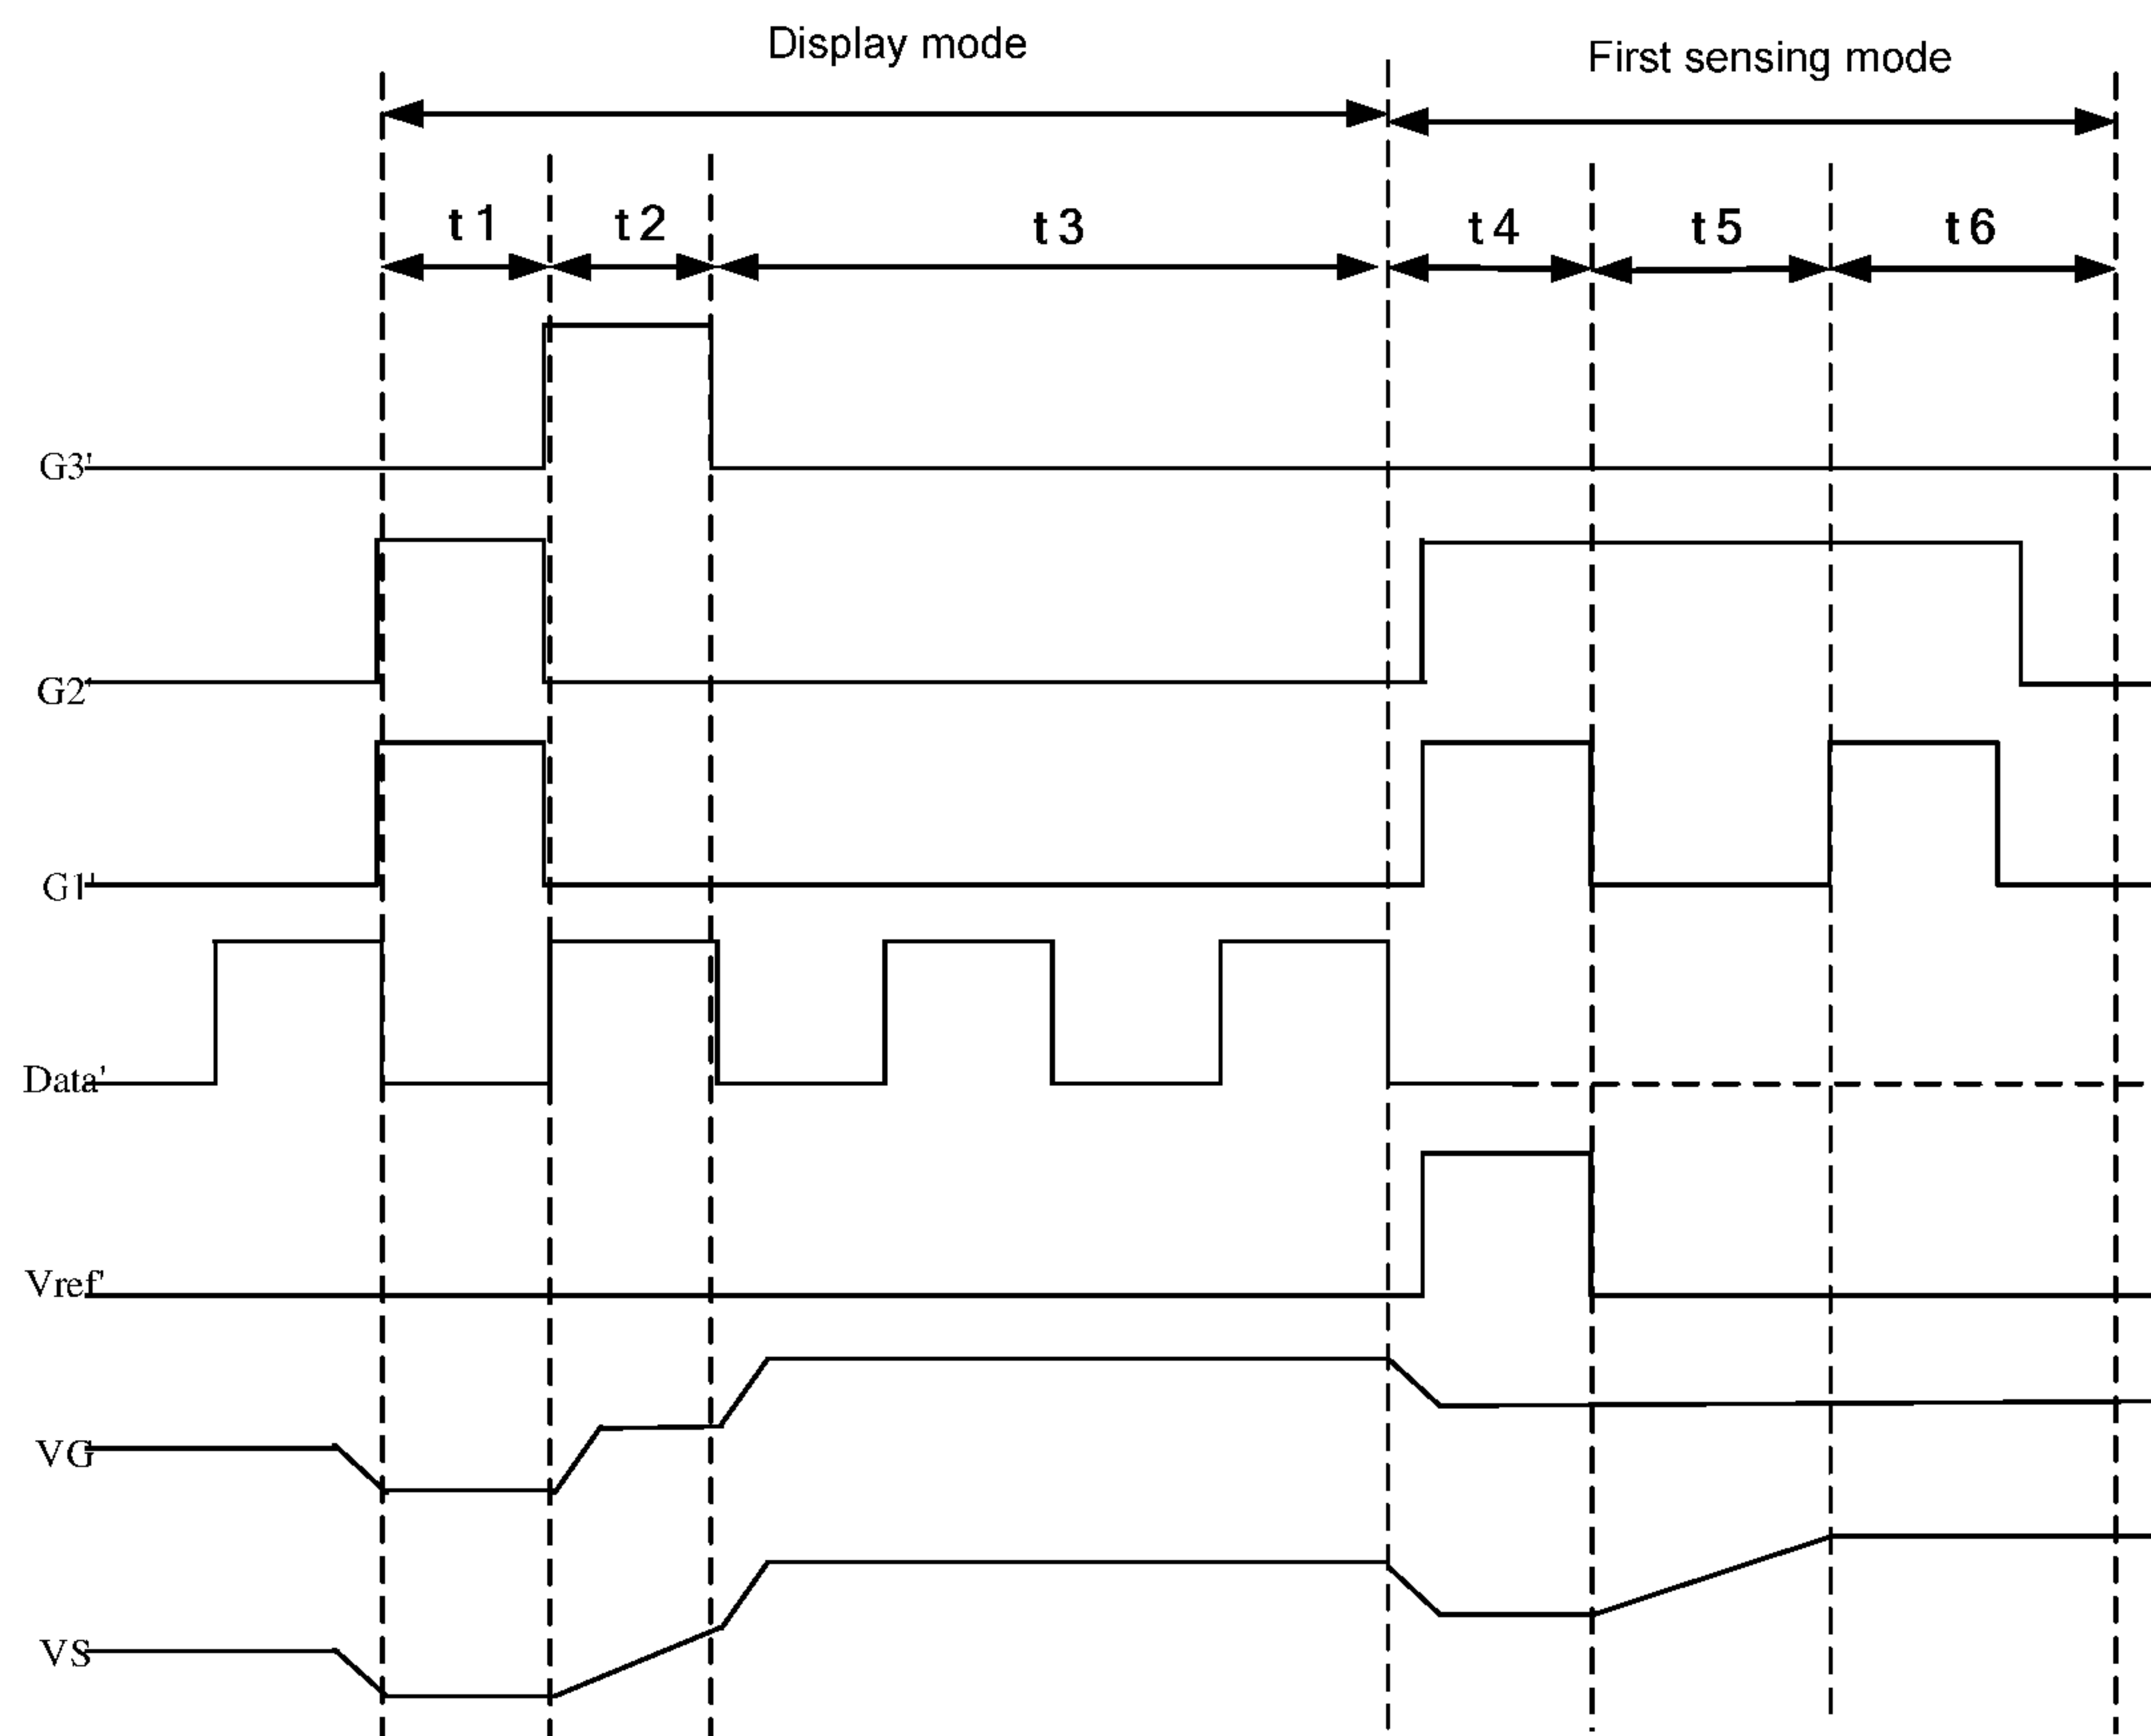 Display mode
First sensing mode
t1 t2 t3 t4 t5 t6
G3'
G2'
G1'
Data'
Vref'
VG
VS